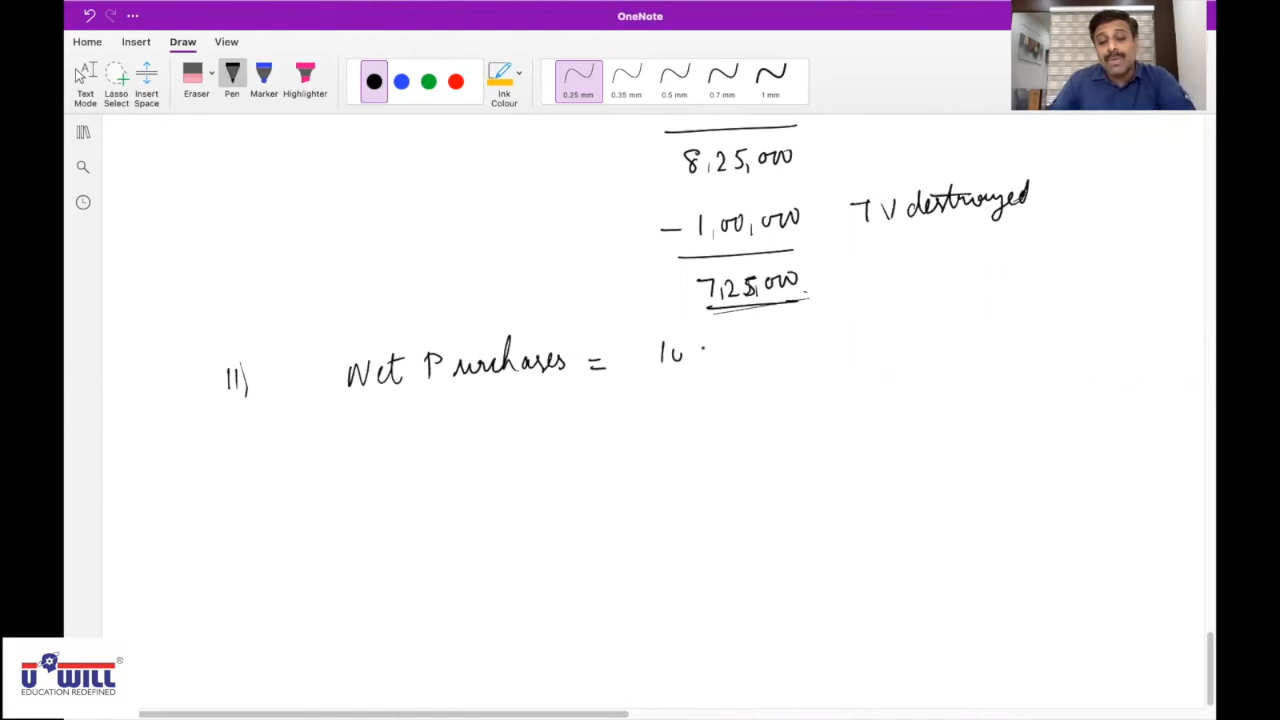 OneNote
Home Insert Draw View
Text Mode Lasso Select Insert Space Eraser Pen Marker Highlighter Ink Colour 0.25 mm 0.35 mm 0.5 mm 0.7 mm 1 mm
8,25,000
- 1,00,000 TV destroyed
7,25,000
11) Net Purchases = 10
U WILL ®
EDUCATION REDEFINED